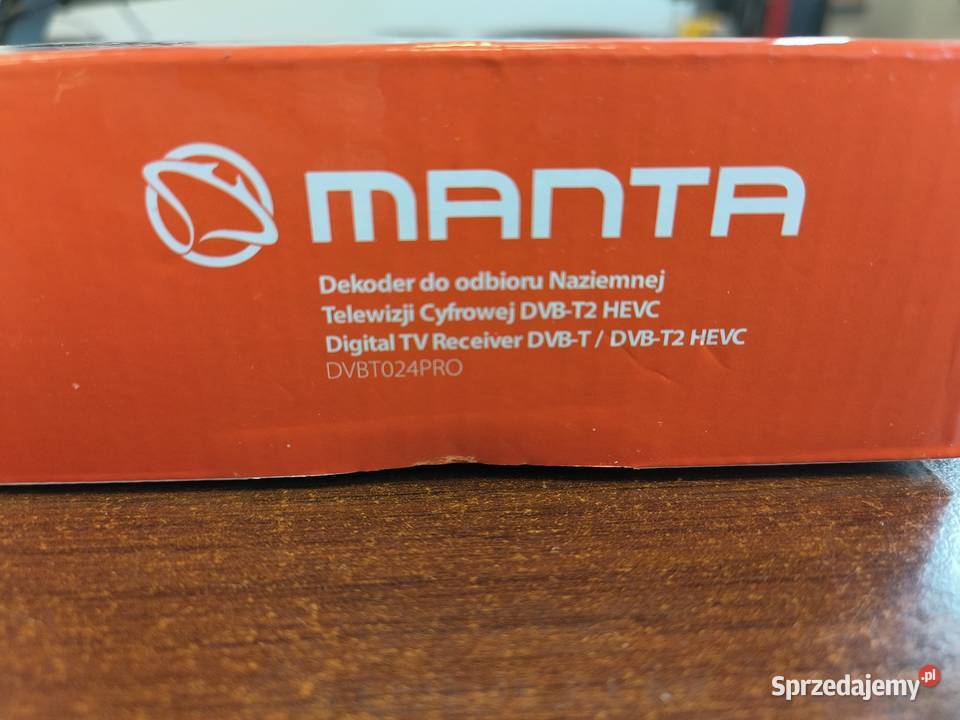 MANTA
Dekoder do odbioru Naziemnej
Telewizji Cyfrowej DVB-T2 HEVC
Digital TV Receiver DVB-T / DVB-T2 HEVC
DVBT024PRO
Sprzedajemy.pl